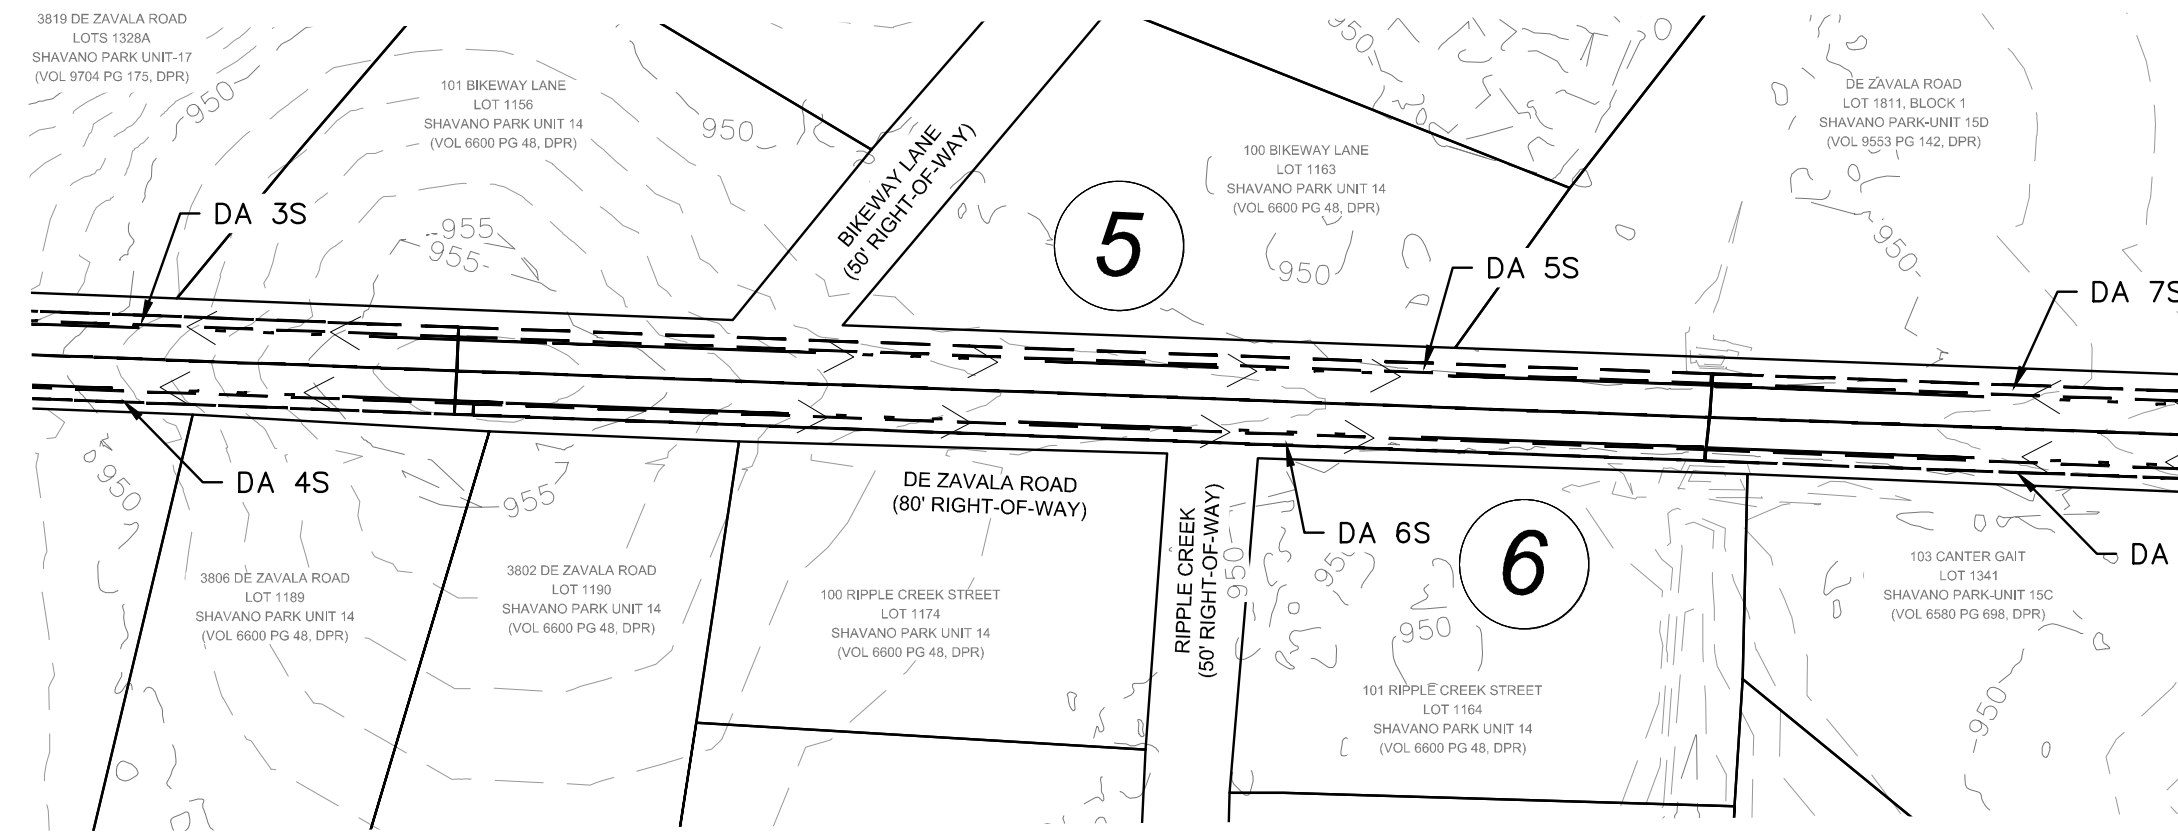 3819 DE ZAVALA ROAD
LOTS 1328A
SHAVANO PARK UNIT-17
(VOL 9704 PG 175, DPR)
950
101 BIKEWAY LANE
LOT 1156
SHAVANO PARK UNIT 14
(VOL 6600 PG 48, DPR)
950
BIKEWAY LANE
(50' RIGHT-OF-WAY)
950
100 BIKEWAY LANE
LOT 1163
SHAVANO PARK UNIT 14
(VOL 6600 PG 48, DPR)
DE ZAVALA ROAD
LOT 1811, BLOCK 1
SHAVANO PARK-UNIT 15D
(VOL 9553 PG 142, DPR)
DA 3S
955
955
5
950
DA 5S
950
DA 7S
950
DA 4S
955
DE ZAVALA ROAD
(80' RIGHT-OF-WAY)
RIPPLE CREEK
(50' RIGHT-OF-WAY)
950
DA 6S
950
950
6
DA
3806 DE ZAVALA ROAD
LOT 1189
SHAVANO PARK UNIT 14
(VOL 6600 PG 48, DPR)
3802 DE ZAVALA ROAD
LOT 1190
SHAVANO PARK UNIT 14
(VOL 6600 PG 48, DPR)
100 RIPPLE CREEK STREET
LOT 1174
SHAVANO PARK UNIT 14
(VOL 6600 PG 48, DPR)
101 RIPPLE CREEK STREET
LOT 1164
SHAVANO PARK UNIT 14
(VOL 6600 PG 48, DPR)
103 CANTER GAIT
LOT 1341
SHAVANO PARK-UNIT 15C
(VOL 6580 PG 698, DPR)
950